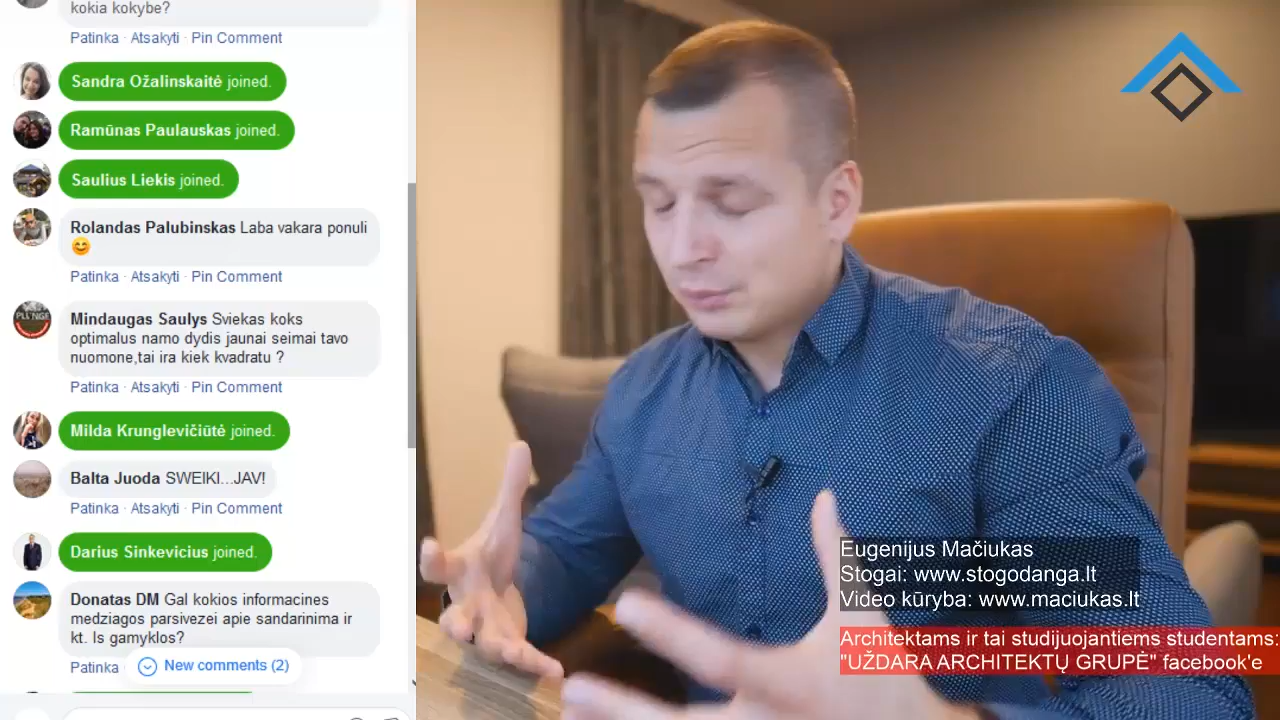 kokia kokybe?
Patinka · Atsakyti · Pin Comment
Sandra Ožalinskaitė joined.
Ramūnas Paulauskas joined.
Saulius Liekis joined.
Rolandas Palubinskas Laba vakara ponuli
😊
Patinka · Atsakyti · Pin Comment
Mindaugas Saulys Sviekas koks
optimalus namo dydis jaunai seimai tavo
nuomone,tai ira kiek kvadratu ?
Patinka · Atsakyti · Pin Comment
Milda Krunglevičiūtė joined.
Balta Juoda SWEIKI...JAV!
Patinka · Atsakyti · Pin Comment
Darius Sinkevicius joined.
Donatas DM Gal kokios informacines
medziagos parsivezei apie sandarinima ir
kt. Is gamyklos?
Patinka
New comments (2)
PLUNGĖ
Eugenijus Mačiukas
Stogai: www.stogodanga.lt
Video kūryba: www.maciukas.lt
Architektams ir tai studijuojantiems studentams:
"UŽDARA ARCHITEKTŲ GRUPĖ" facebook'e